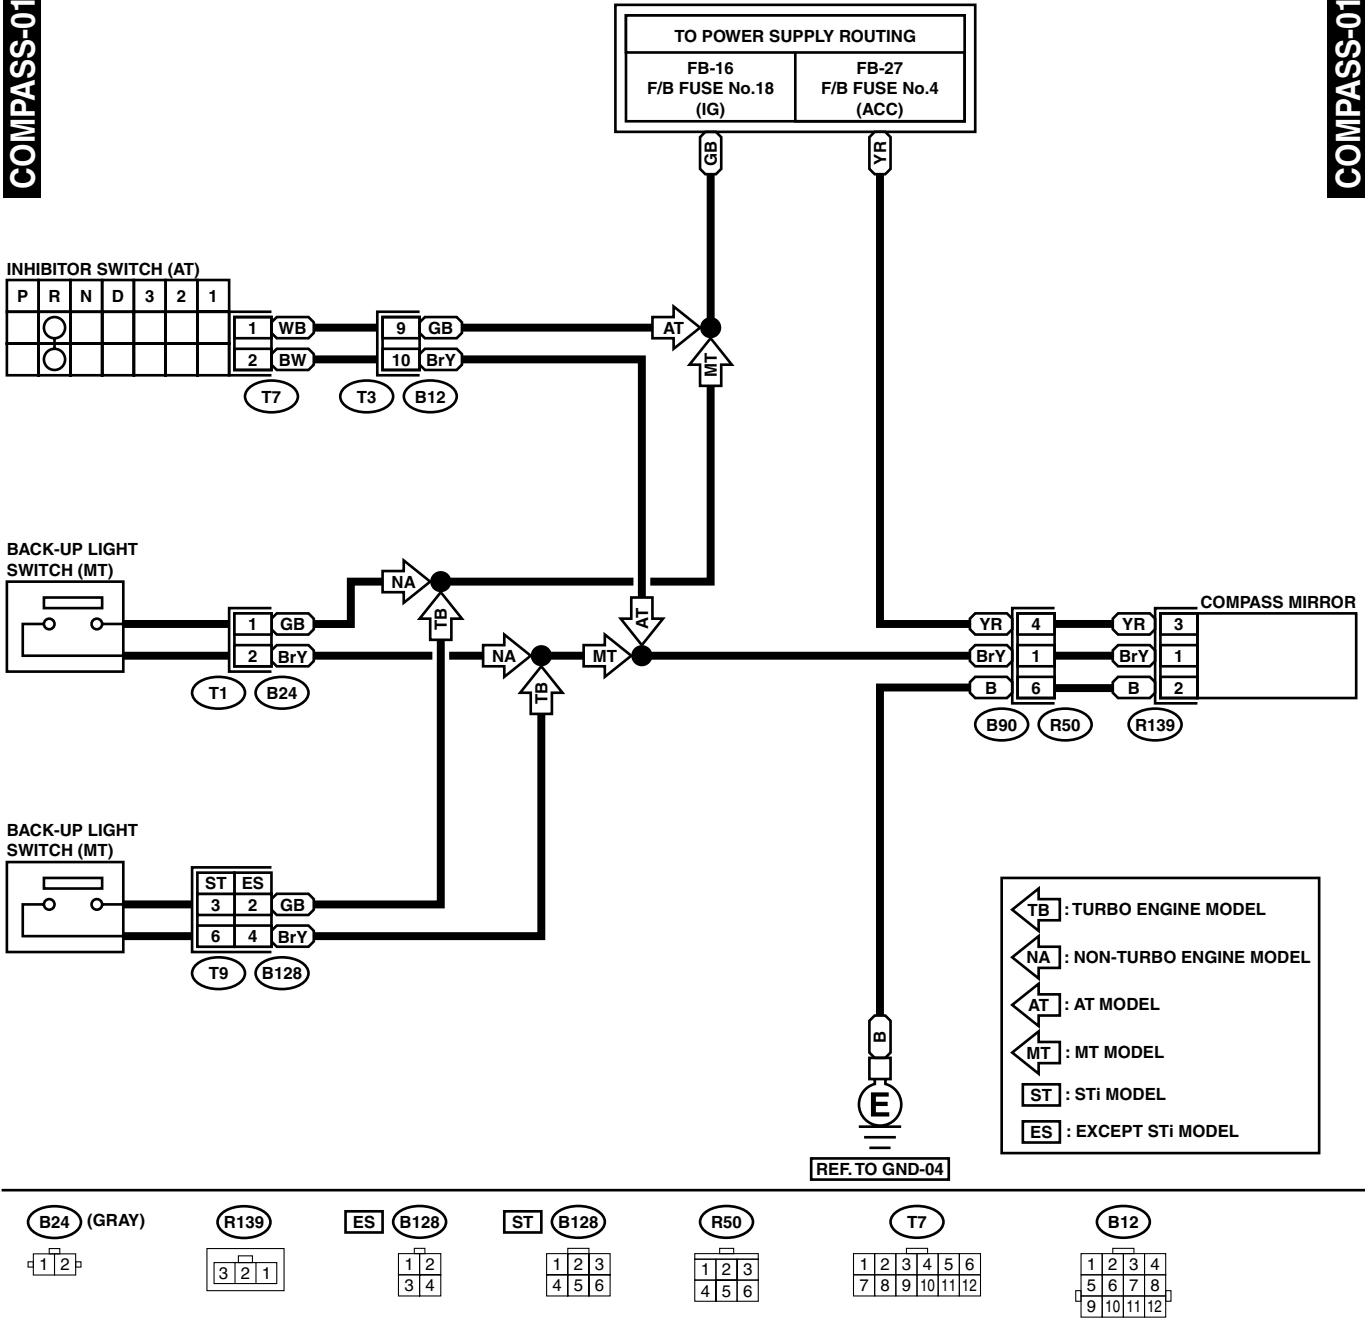 COMPASS-01
COMPASS-01
TO POWER SUPPLY ROUTING
FB-16
F/B FUSE No.18
(IG)
FB-27
F/B FUSE No.4
(ACC)
GB
YR
INHIBITOR SWITCH (AT)
P R N D 3 2 1
1 WB 9 GB AT
2 BW 10 BrY
MT
T7 T3 B12
BACK-UP LIGHT
SWITCH (MT)
NA
TB
AT
1 GB
2 BrY NA MT
TB
T1 B24
COMPASS MIRROR
YR 4 YR 3
BrY 1 BrY 1
B 6 B 2
B90 R50 R139
BACK-UP LIGHT
SWITCH (MT)
ST ES
3 2 GB
6 4 BrY
T9 B128
TB : TURBO ENGINE MODEL
NA : NON-TURBO ENGINE MODEL
AT : AT MODEL
MT : MT MODEL
ST : STi MODEL
ES : EXCEPT STi MODEL
B
E
REF. TO GND-04
B24 (GRAY)
1 2
R139
3 2 1
ES B128
1 2
3 4
ST B128
1 2 3
4 5 6
R50
1 2 3
4 5 6
T7
1 2 3 4 5 6
7 8 9 10 11 12
B12
1 2 3 4
5 6 7 8
9 10 11 12